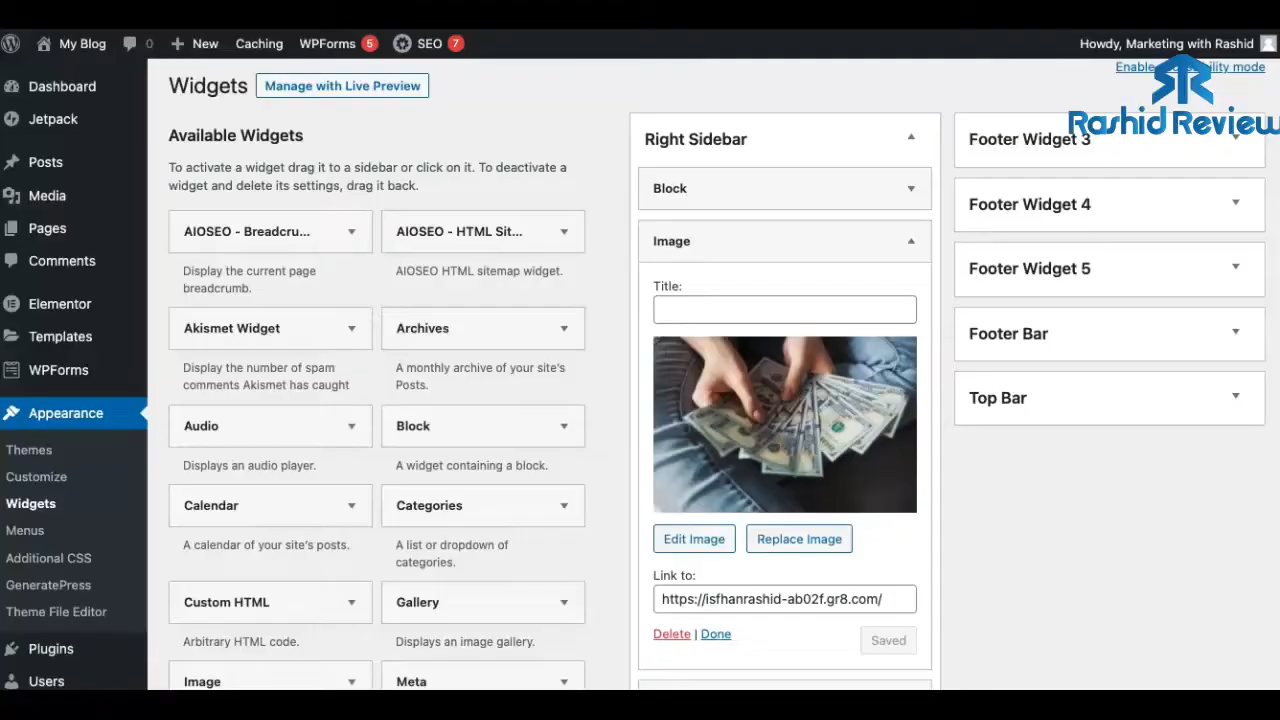 My Blog
0
New
Caching
WPForms 5
SEO 7
Howdy, Marketing with Rashid
Dashboard
Jetpack
Posts
Media
Pages
Comments
Elementor
Templates
WPForms
Appearance
Themes
Customize
Widgets
Menus
Additional CSS
GeneratePress
Theme File Editor
Plugins
Users
Widgets
Manage with Live Preview
Enable
mode
Rashid Review
Available Widgets
To activate a widget drag it to a sidebar or click on it. To deactivate a
widget and delete its settings, drag it back.
AIOSEO - Breadcru...
Display the current page
breadcrumb.
AIOSEO - HTML Sit...
AIOSEO HTML sitemap widget.
Akismet Widget
Display the number of spam
comments Akismet has caught
Archives
A monthly archive of your site's
Posts.
Audio
Displays an audio player.
Block
A widget containing a block.
Calendar
A calendar of your site's posts.
Categories
A list or dropdown of
categories.
Custom HTML
Arbitrary HTML code.
Gallery
Displays an image gallery.
Image
Meta
Right Sidebar
Block
Image
Title:
Edit Image
Replace Image
Link to:
https://isfhanrashid-ab02f.gr8.com/
Delete | Done
Saved
Footer Widget 3
Footer Widget 4
Footer Widget 5
Footer Bar
Top Bar